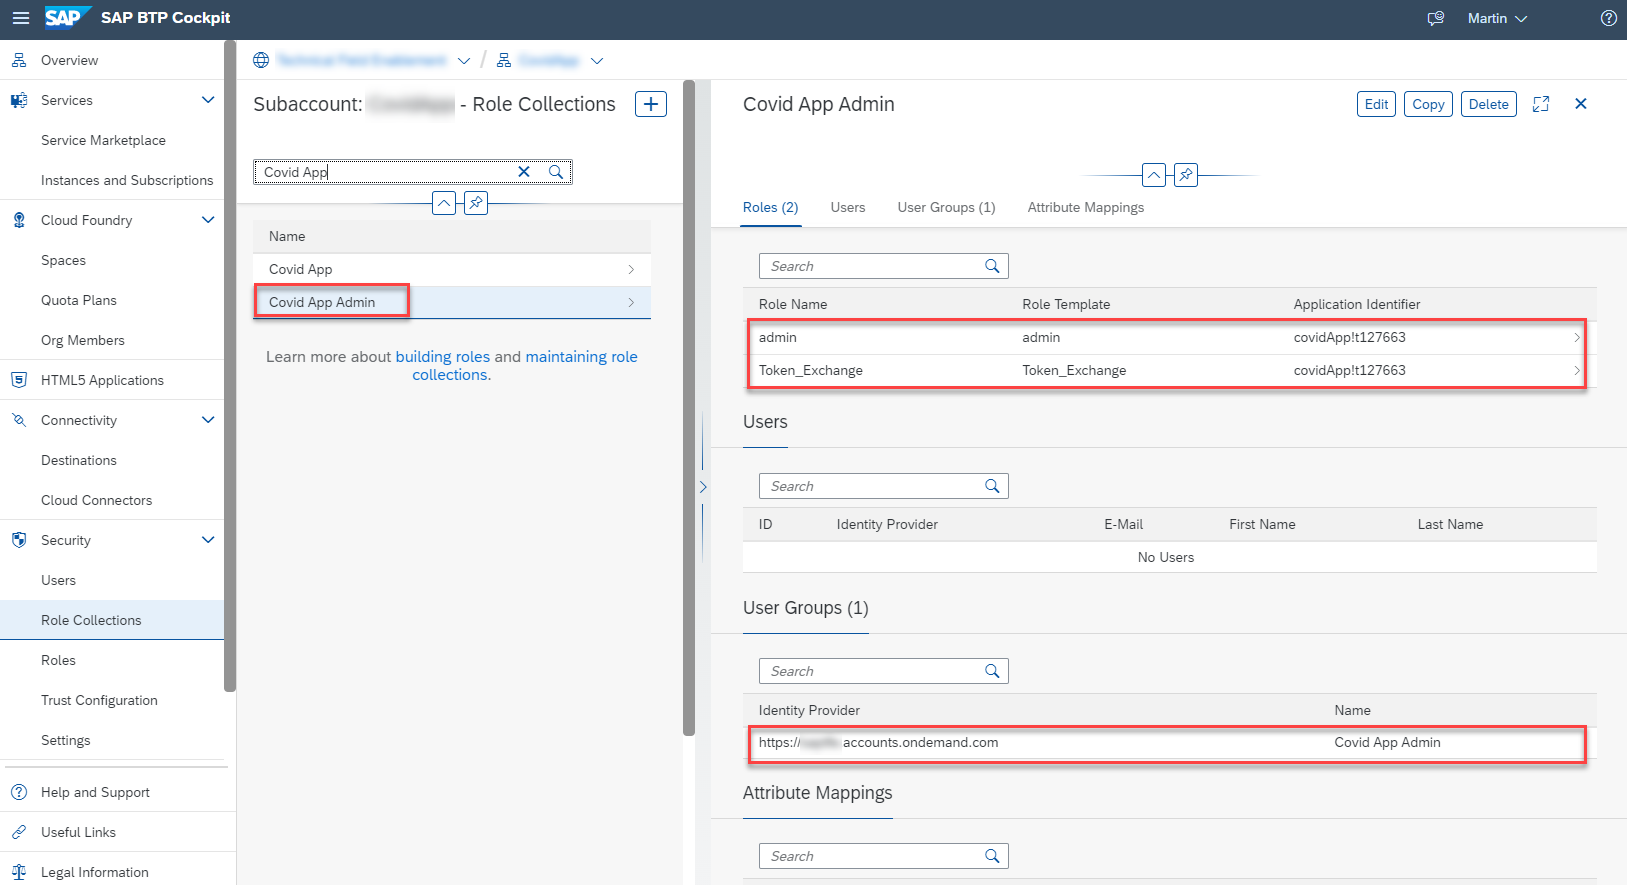 SAP SAP BTP Cockpit
Martin
Overview
Services
Service Marketplace
Instances and Subscriptions
Cloud Foundry
Spaces
Quota Plans
Org Members
HTML5 Applications
Connectivity
Destinations
Cloud Connectors
Security
Users
Role Collections
Roles
Trust Configuration
Settings
Help and Support
Useful Links
Legal Information
/
Subaccount: - Role Collections
Covid App
Name
Covid App
Covid App Admin
Learn more about building roles and maintaining role
collections.
Covid App Admin
Edit Copy Delete
Roles (2) Users User Groups (1) Attribute Mappings
Search
Role Name Role Template Application Identifier
admin admin covidApp!t127663
Token_Exchange Token_Exchange covidApp!t127663
Users
Search
ID Identity Provider E-Mail First Name Last Name
No Users
User Groups (1)
Search
Identity Provider Name
https:// accounts.ondemand.com Covid App Admin
Attribute Mappings
Search